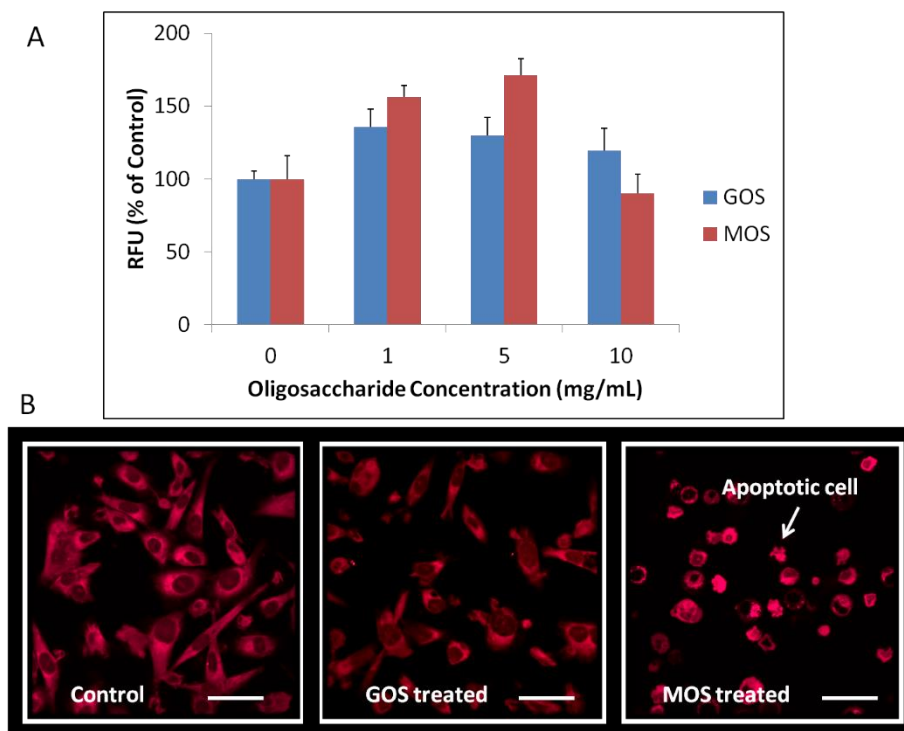 A
200
150
100
50
0
RFU (% of Control)
GOS
MOS
0 1 5 10
Oligosaccharide Concentration (mg/mL)
B
Apoptotic cell
Control
GOS treated
MOS treated